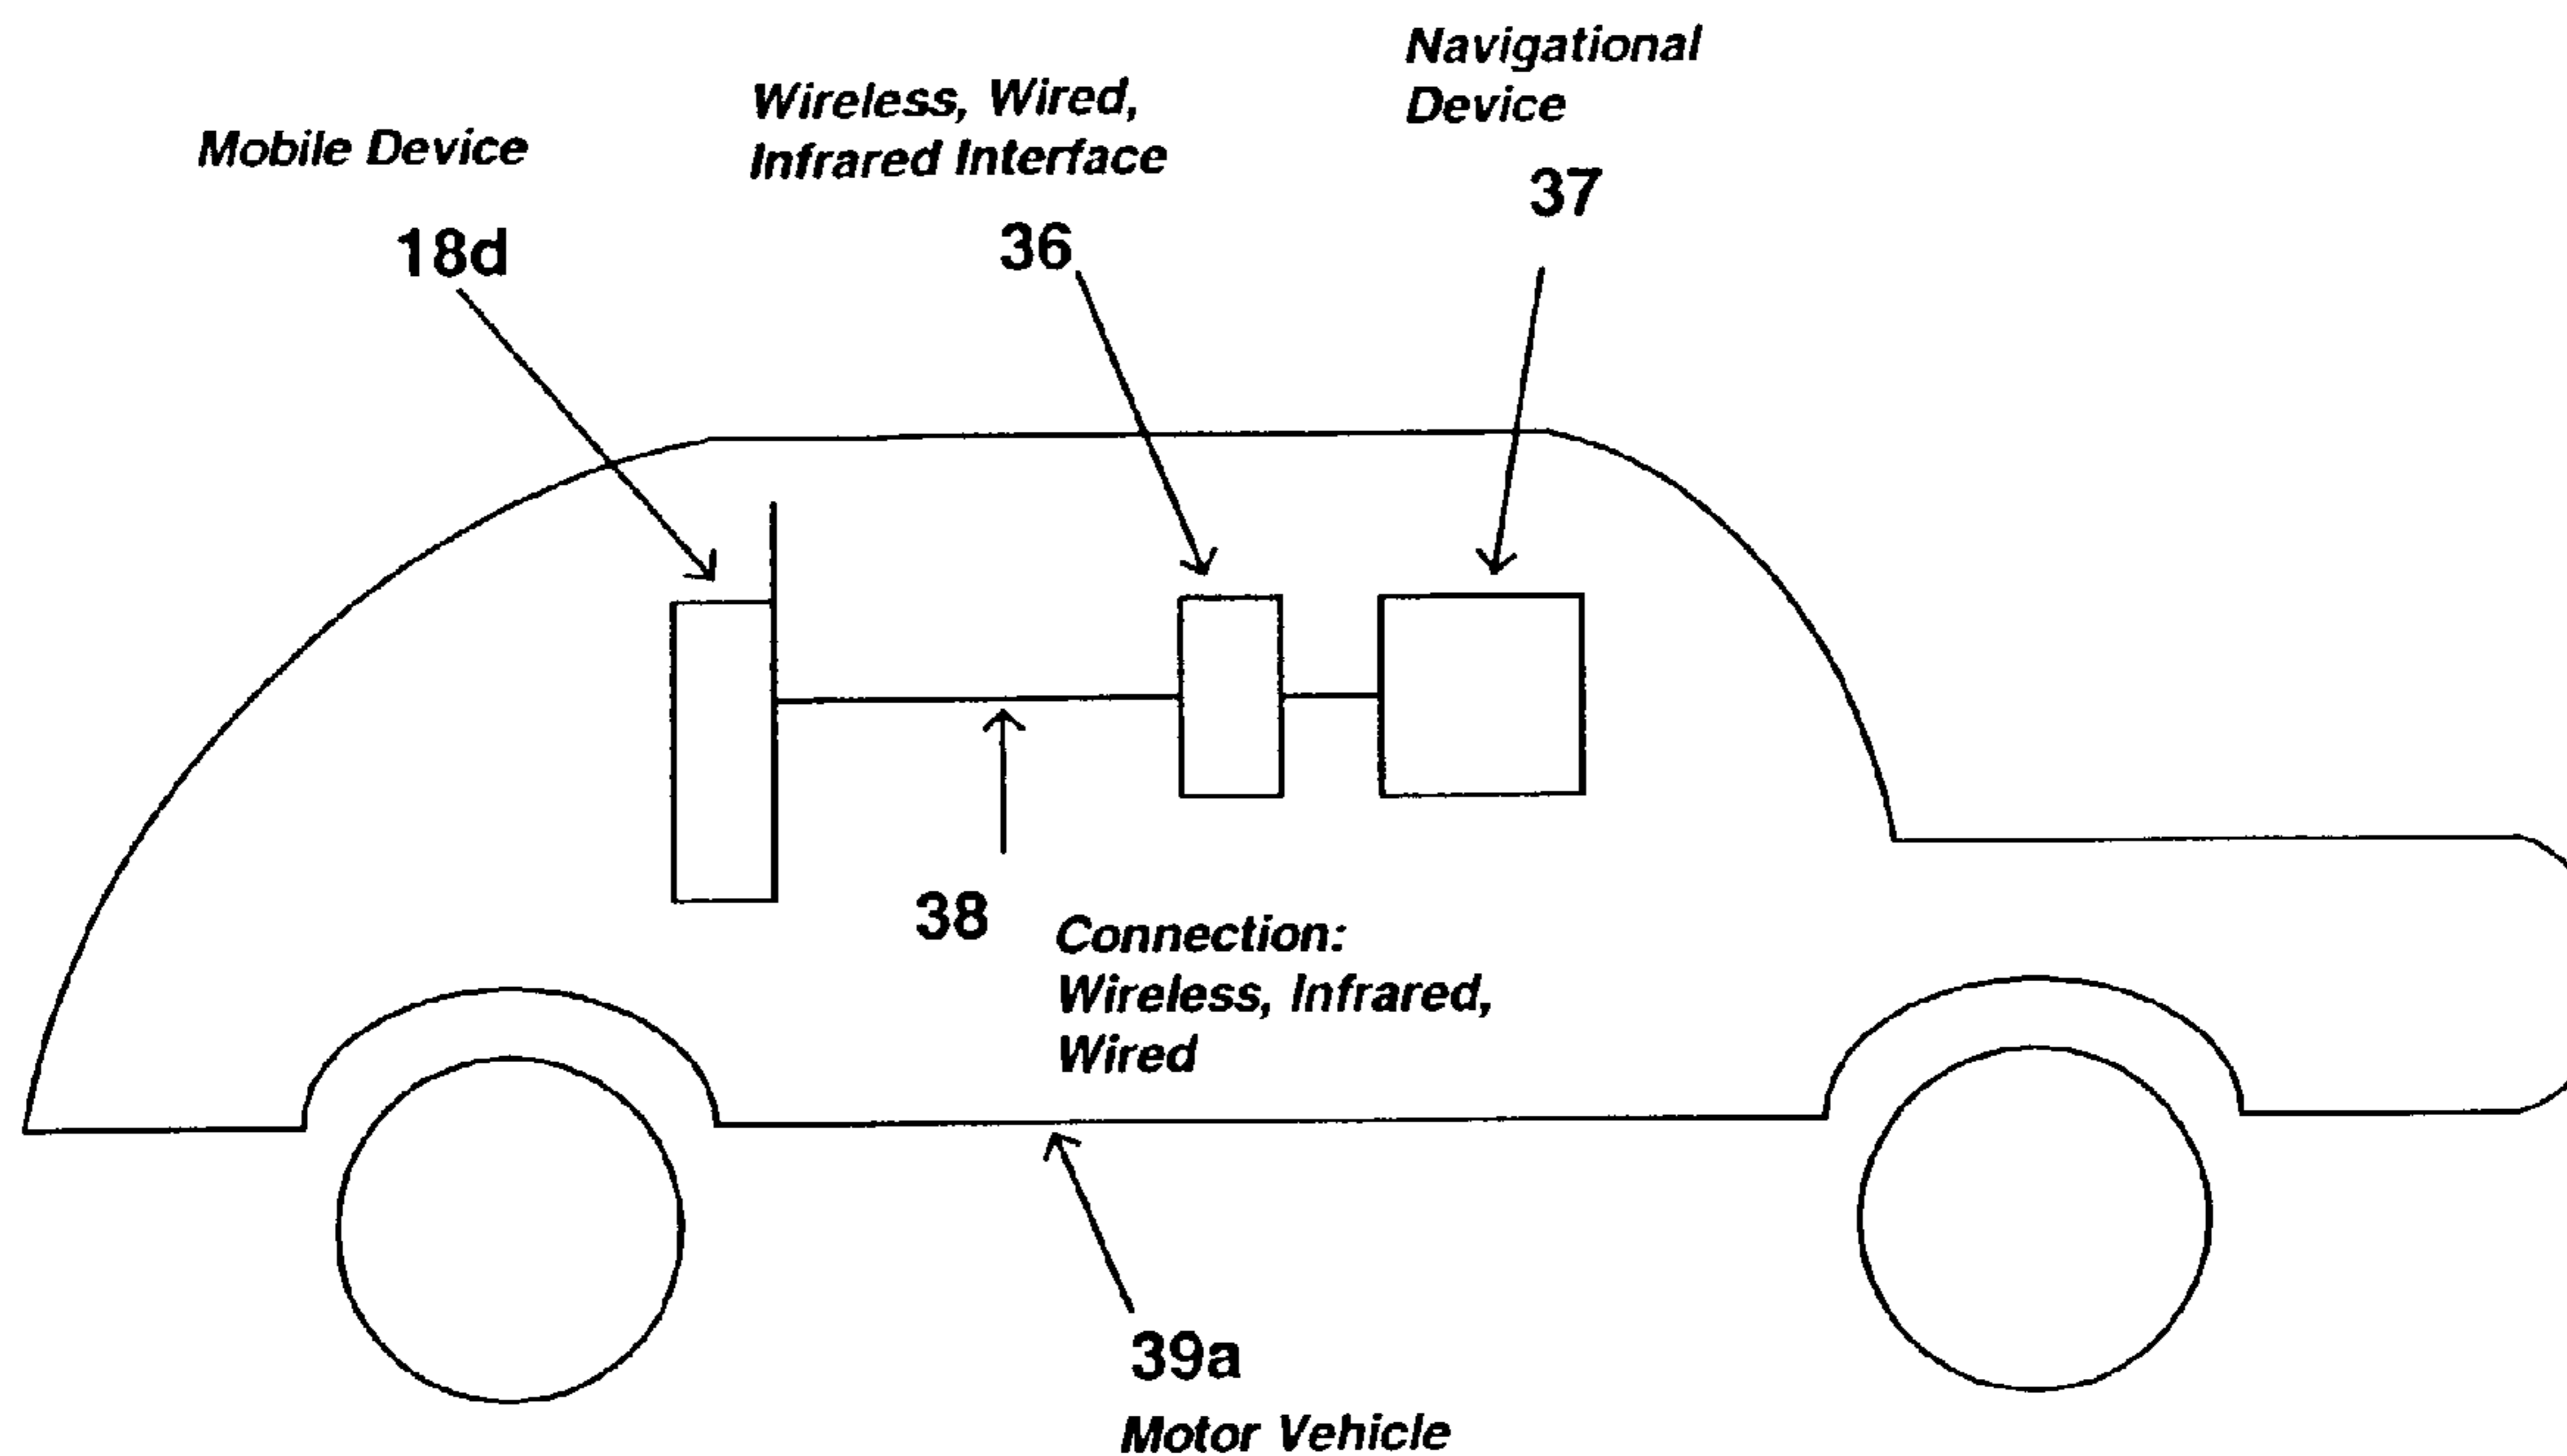 Navigational
Device
37
Wireless, Wired,
Infrared Interface
36
Mobile Device
18d
38
Connection:
Wireless, Infrared,
Wired
39a
Motor Vehicle